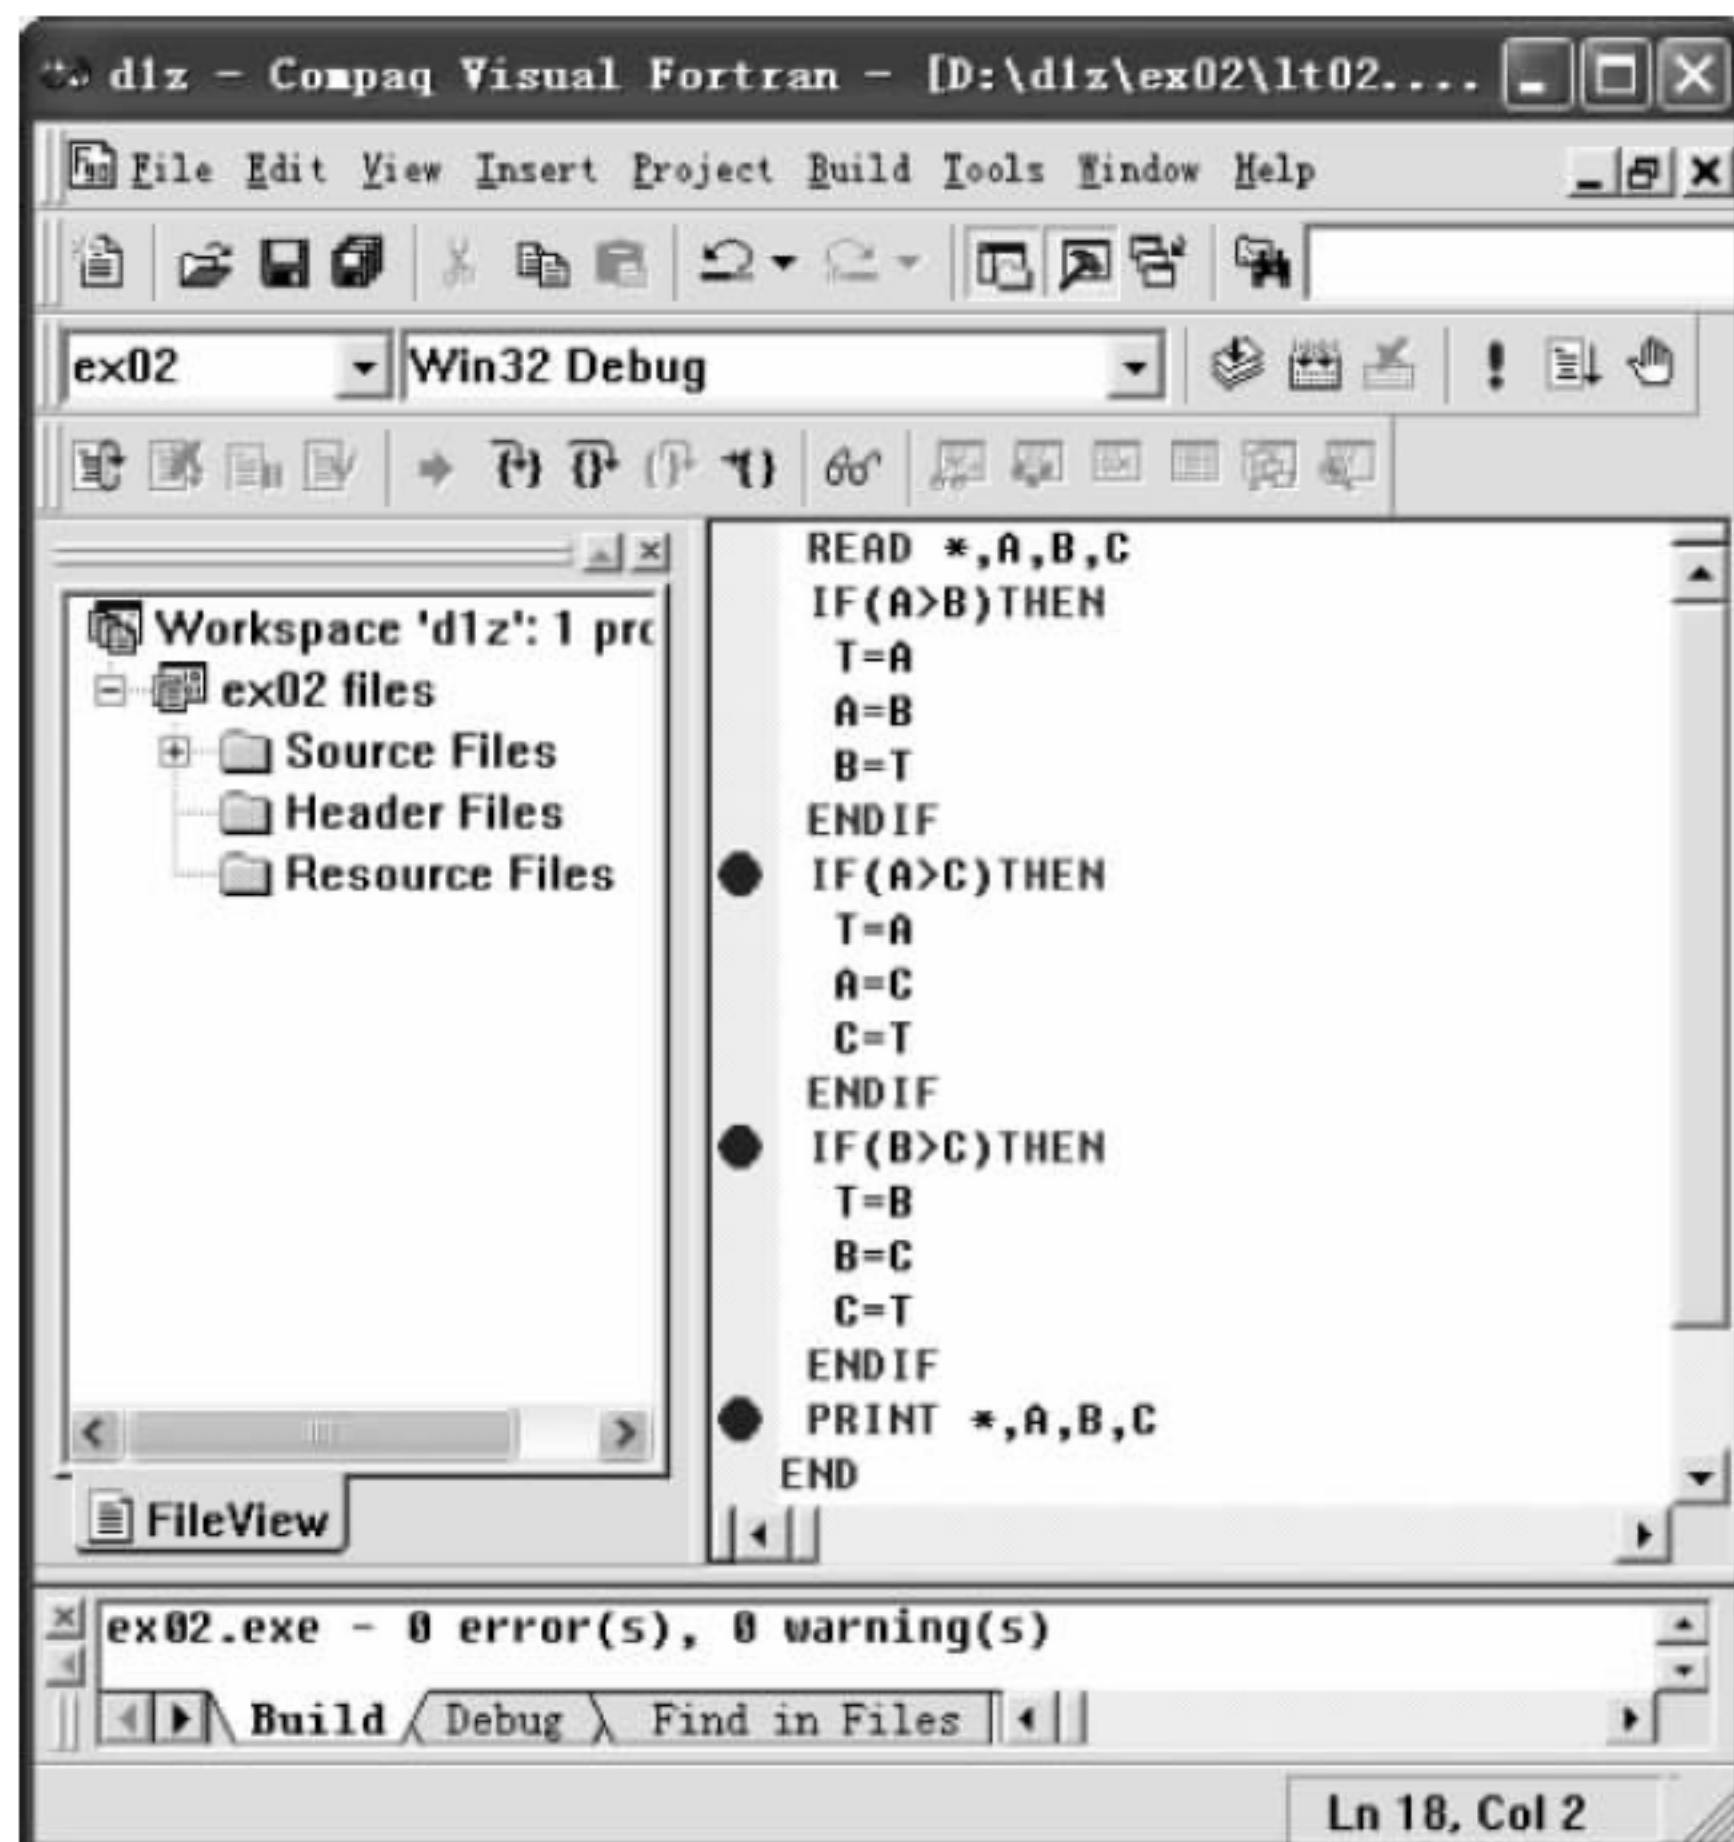 d1z - Compaq Visual Fortran - [D:\d1z\ex02\lt02....
File Edit View Insert Project Build Tools Window Help
ex02 Win32 Debug
Workspace 'd1z': 1 prc
ex02 files
Source Files
Header Files
Resource Files
FileView
READ *,A,B,C
IF(A>B)THEN
T=A
A=B
B=T
ENDIF
IF(A>C)THEN
T=A
A=C
C=T
ENDIF
IF(B>C)THEN
T=B
B=C
C=T
ENDIF
PRINT *,A,B,C
END
ex02.exe - 0 error(s), 0 warning(s)
Build Debug Find in Files
Ln 18, Col 2